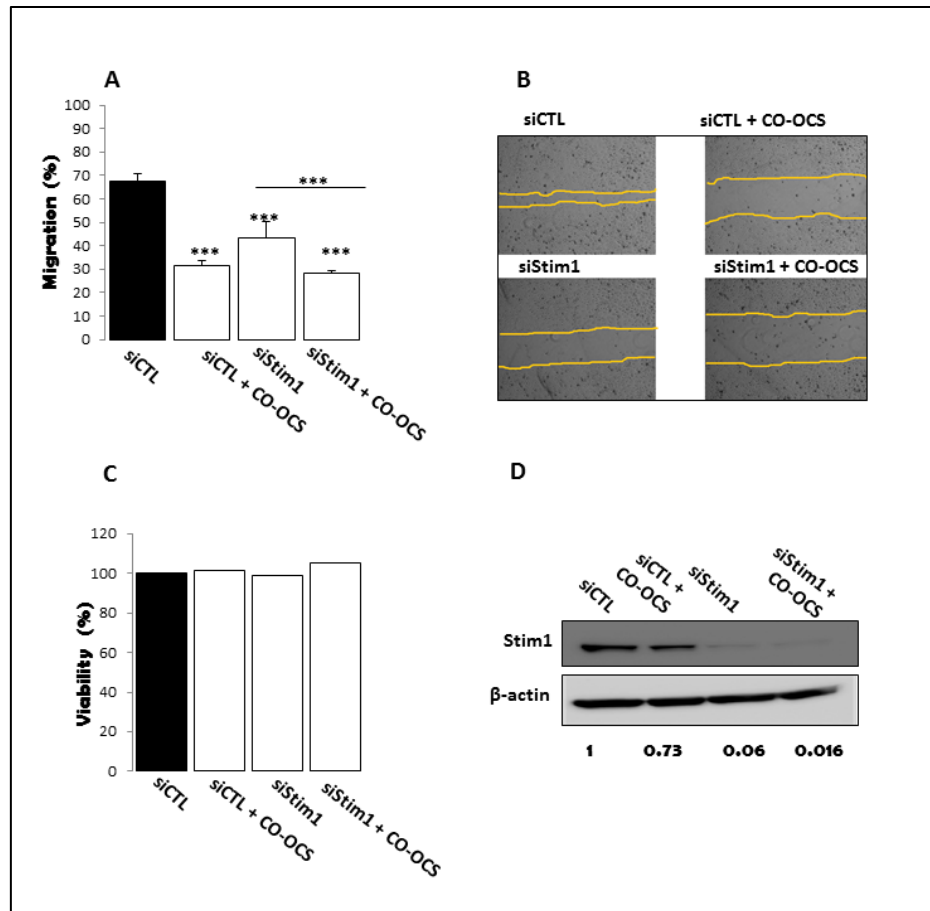 A
100
90
80
70
60
50
40
30
20
10
0
Migration (%)
***
***
***
***
siCTL
siCTL + CO-OCS
siStim1
siStim1 + CO-OCS
B
siCTL
siCTL + CO-OCS
siStim1
siStim1 + CO-OCS
C
120
100
80
60
40
20
0
Viability (%)
siCTL
siCTL + CO-OCS
siStim1
siStim1 + CO-OCS
D
siCTL
siCTL +
CO-OCS
siStim1
siStim1 +
CO-OCS
Stim1
β-actin
1 0.73 0.06 0.016